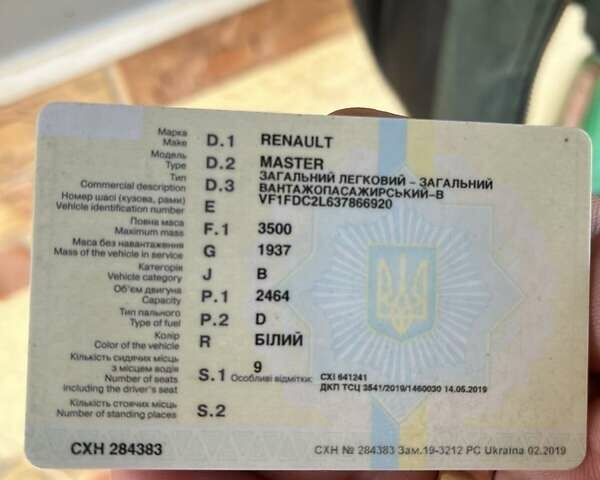 Марка
Make D.1 RENAULT
Модель
Type D.2 MASTER
Тип
Commercial description D.3 ЗАГАЛЬНИЙ ЛЕГКОВИЙ - ЗАГАЛЬНИЙ
ВАНТАЖОПАСАЖИРСЬКИЙ-В
Номер шасі (кузова, рами)
Vehicle identification number E VF1FDC2L637866920
Повна маса
Maximum mass F.1 3500
Маса без навантаження
Mass of the vehicle in service G 1937
Категорія
Vehicle category J B
Об'єм двигуна
Capacity P.1 2464
Тип пального
Type of fuel P.2 D
Колір
Color of the vehicle R БІЛИЙ
Кількість сидячих місць
з місцем водія
Number of seats
including the driver's seat S.1 9
Особливі відмітки: СХІ 641241
ДКП ТСЦ 3541/2019/1460030 14.05.2019
Кількість стоячих місць
Number of standing places S.2
СХН 284383
СХН № 284383 Зам.19-3212 РС Ukraina 02.2019